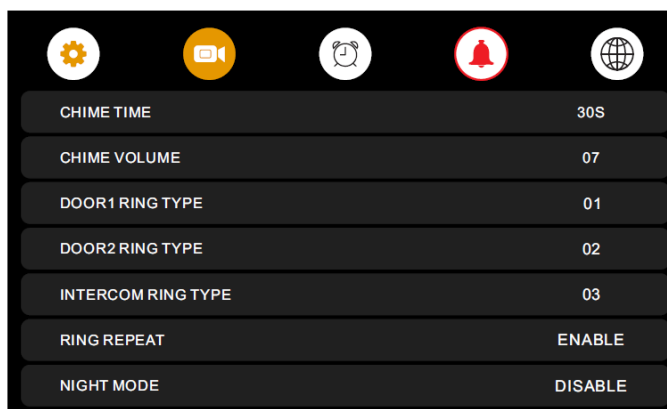 CHIME TIME 30S
CHIME VOLUME 07
DOOR1 RING TYPE 01
DOOR2 RING TYPE 02
INTERCOM RING TYPE 03
RING REPEAT ENABLE
NIGHT MODE DISABLE